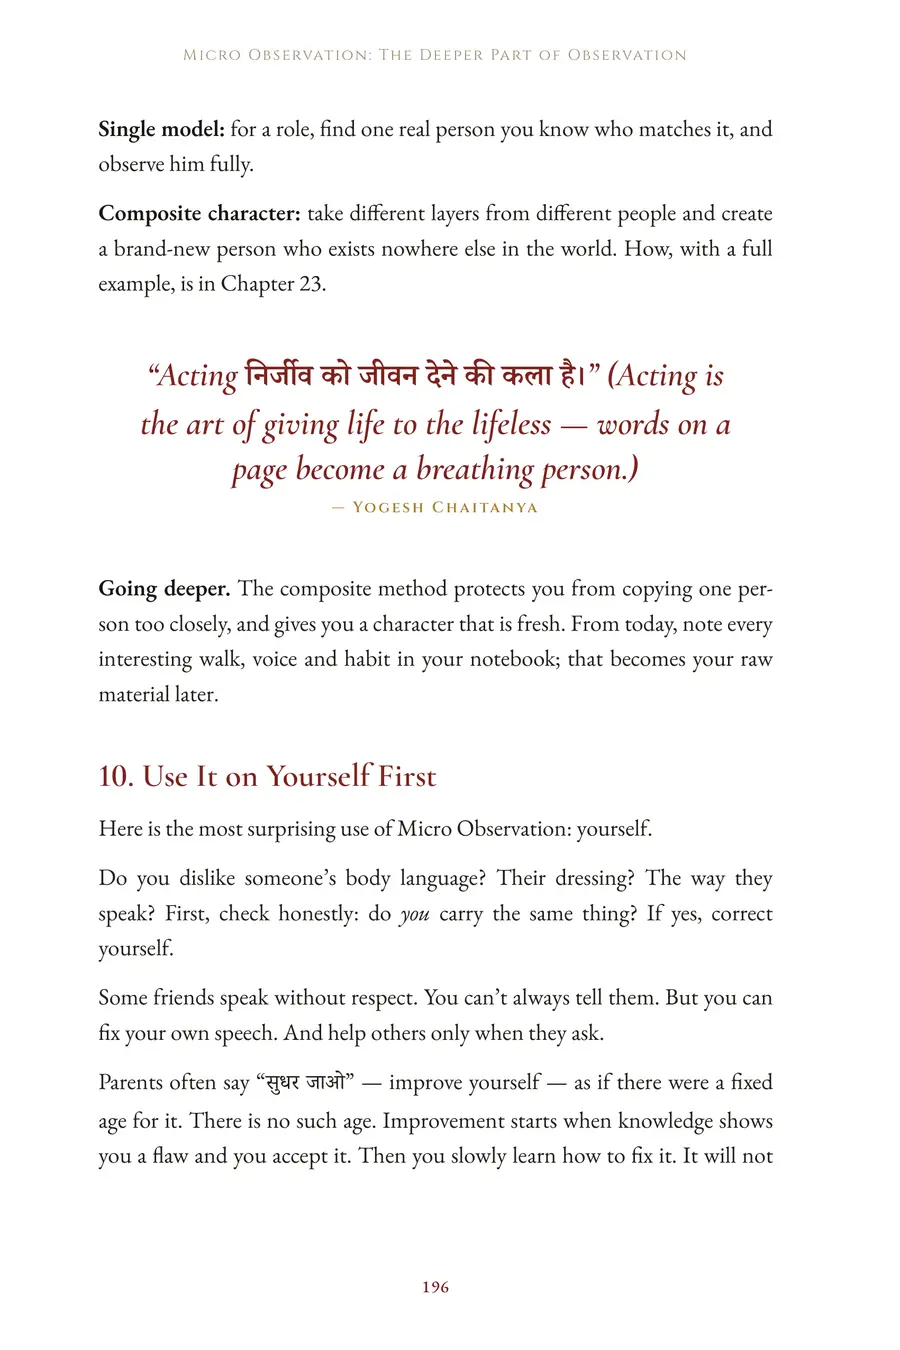 Micro Observation: The Deeper Part of Observation
Single model: for a role, find one real person you know who matches it, and
observe him fully.
Composite character: take different layers from different people and create
a brand-new person who exists nowhere else in the world. How, with a full
example, is in Chapter 23.
“Acting निर्जीव को जीवन देने की कला है।” (Acting is
the art of giving life to the lifeless — words on a
page become a breathing person.)
— Yogesh Chaitanya
Going deeper. The composite method protects you from copying one per-
son too closely, and gives you a character that is fresh. From today, note every
interesting walk, voice and habit in your notebook; that becomes your raw
material later.
10. Use It on Yourself First
Here is the most surprising use of Micro Observation: yourself.
Do you dislike someone’s body language? Their dressing? The way they
speak? First, check honestly: do you carry the same thing? If yes, correct
yourself.
Some friends speak without respect. You can’t always tell them. But you can
fix your own speech. And help others only when they ask.
Parents often say “सुधर जाओ” — improve yourself — as if there were a fixed
age for it. There is no such age. Improvement starts when knowledge shows
you a flaw and you accept it. Then you slowly learn how to fix it. It will not
196